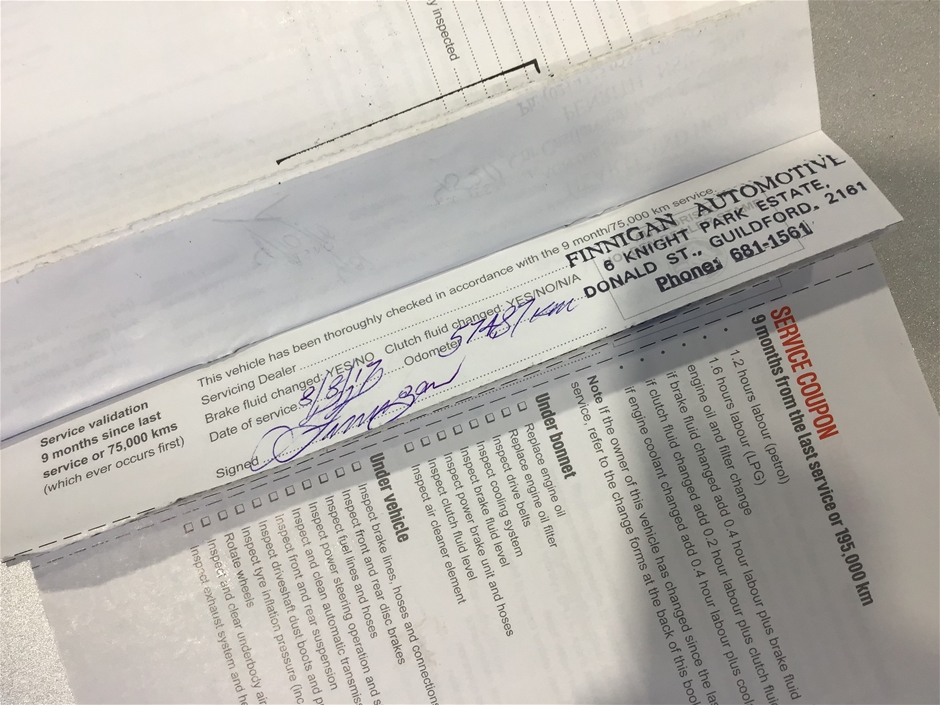 y inspected
Service validation
9 months since last
service or 75,000 kms
(which ever occurs first)
This vehicle has been thoroughly checked in accordance with the 9 month/75,000 km service.
Servicing Dealer
Brake fluid changed: YES/NO Clutch fluid changed: YES/NO/N/A
Date of service 3/8/17 Odometer 57487 km
Signed
FINNIGAN AUTOMOTIVE
6 KNIGHT PARK ESTATE,
DONALD ST., GUILDFORD. 2161
Phone: 681-1561
SERVICE COUPON
9 months from the last service or 195,000 km
• 1.2 hours labour (petrol)
1.6 hours labour (LPG)
engine oil and filter change
• if brake fluid changed add 0.4 hour labour plus brake fluid
• if clutch fluid changed add 0.2 hour labour plus clutch fluid
• if engine coolant changed add 0.4 hour labour plus
Note If the owner of this vehicle has changed since the
service, refer to the change forms at the back of this book
Under bonnet
Replace engine oil
Replace engine oil filter
Inspect drive belts
Inspect cooling system
Inspect brake fluid level
Inspect power brake unit and hoses
Inspect clutch fluid level
Inspect air cleaner element
Under vehicle
Inspect brake lines, hoses and connections
Inspect front and rear disc brakes
Inspect fuel lines and hoses
Inspect power steering operation and
Inspect and clean automatic
Inspect front and rear suspension
Inspect driveshaft dust boots and
Inspect tyre inflation pressure
Rotate wheels
Inspect and clear underbody
Inspect exhaust system and